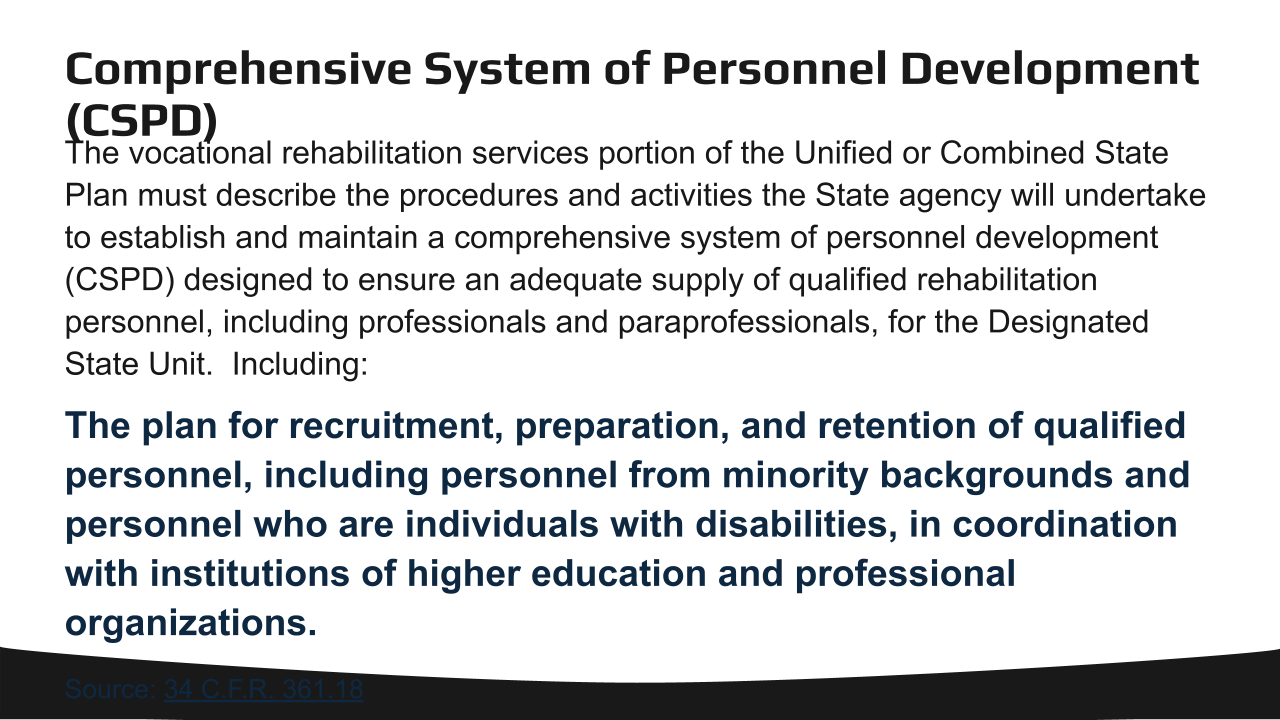 Comprehensive System of Personnel Development
(CSPD)
The vocational rehabilitation services portion of the Unified or Combined State
Plan must describe the procedures and activities the State agency will undertake
to establish and maintain a comprehensive system of personnel development
(CSPD) designed to ensure an adequate supply of qualified rehabilitation
personnel, including professionals and paraprofessionals, for the Designated
State Unit.  Including:
The plan for recruitment, preparation, and retention of qualified
personnel, including personnel from minority backgrounds and
personnel who are individuals with disabilities, in coordination
with institutions of higher education and professional
organizations.
Source: 34 C.F.R. 361.18